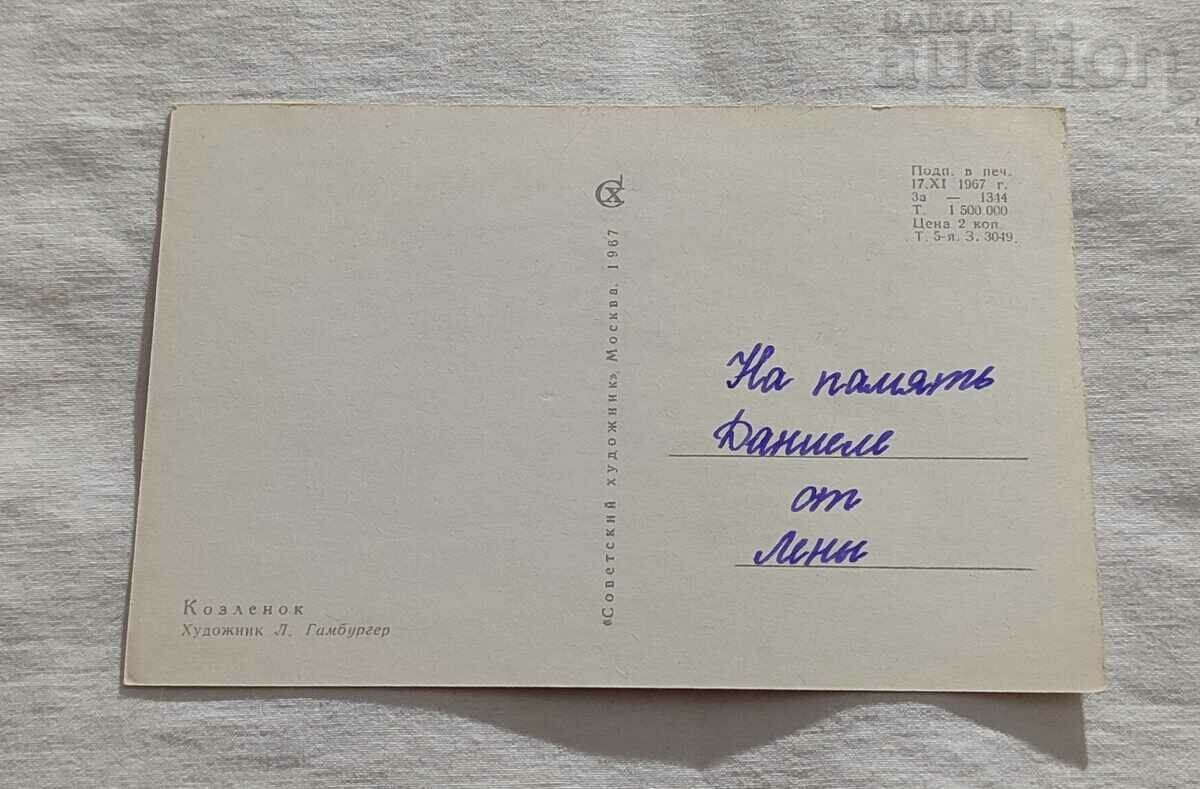 BALKAN
auction
Подп. в печ.
17.XI 1967 г.
За — 1344
Т. 1 500 000
Цена 2 коп.
Т. 5-я. З. 3049.
СХ
«Советский художник», Москва. 1967
На память
Даниеле
от
Лены
Козленок
Художник Л. Гамбургер